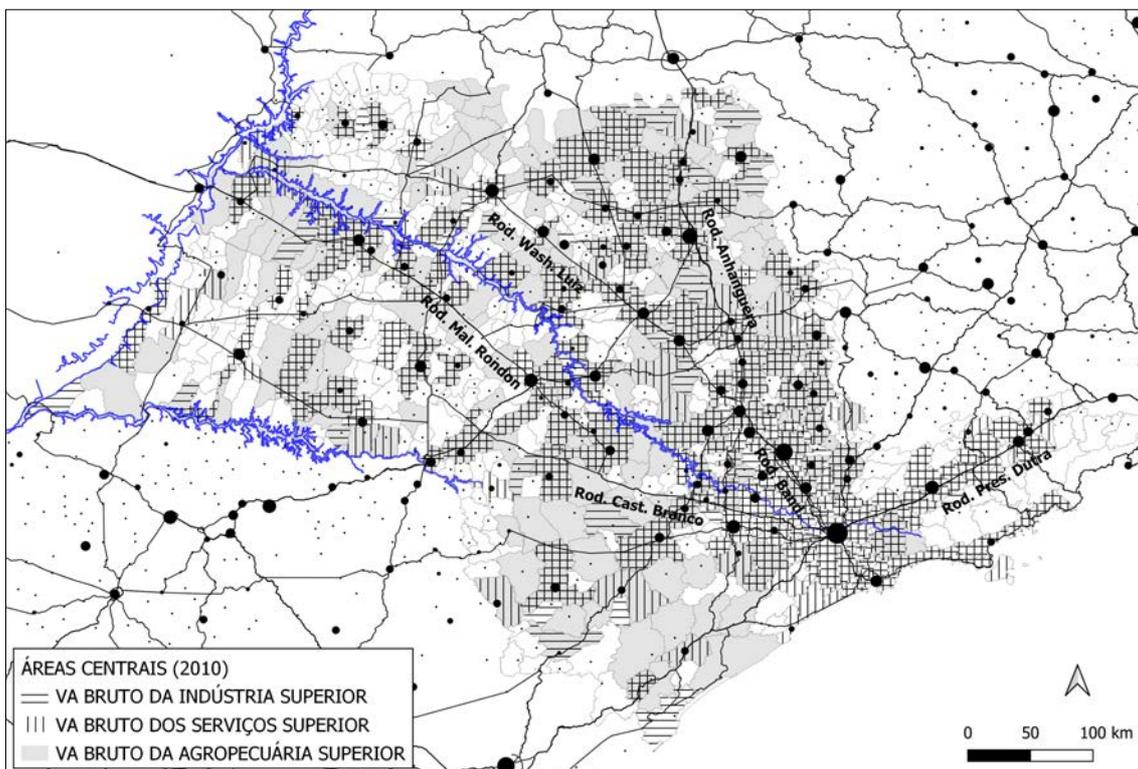 Rod. Wash. Luiz
Rod. Anhanguera
Rod. Mal. Roindon
Rod. Band.
Rod. Cast. Branco
Rod. Pres. Dutra
ÁREAS CENTRAIS (2010)
VA BRUTO DA INDÚSTRIA SUPERIOR
VA BRUTO DOS SERVIÇOS SUPERIOR
VA BRUTO DA AGROPECUÁRIA SUPERIOR
0 50 100 km